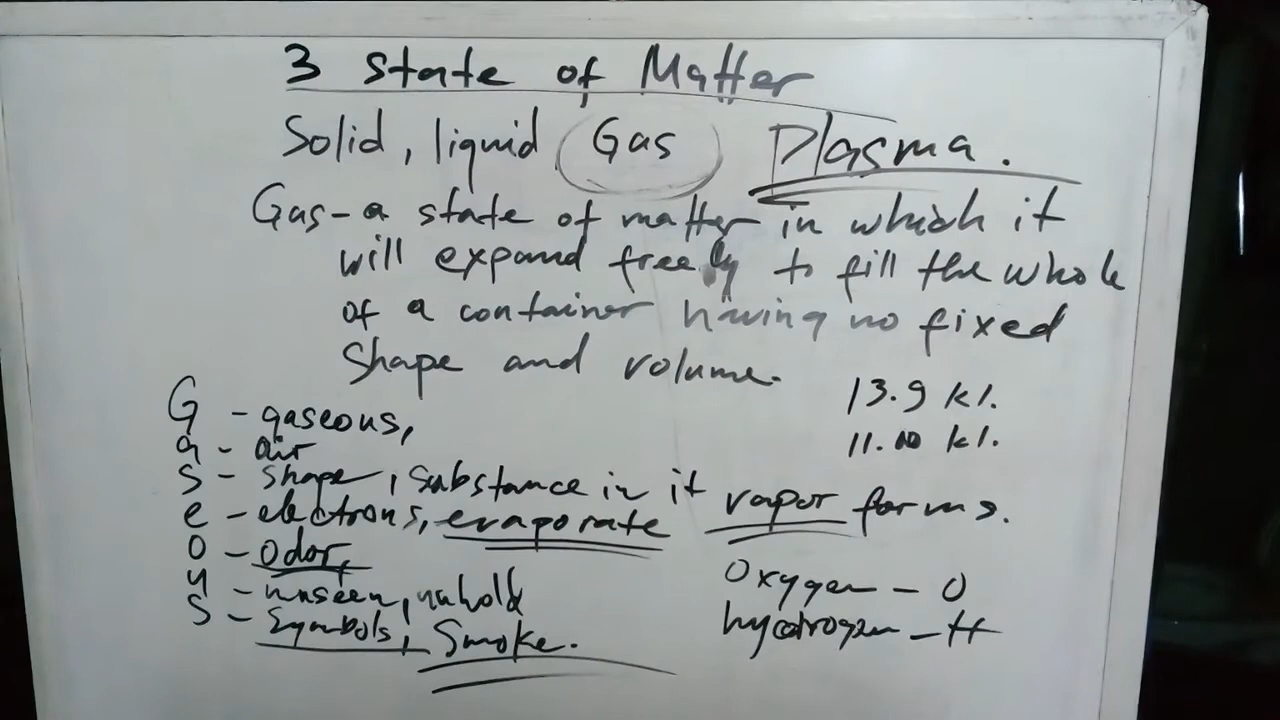 3 State of Matter
Solid, liquid Gas Plasma.
Gas - a state of matter in which it
will expand freely to fill the whole
of a container having no fixed
shape and volume.
13.9 kl.
11.00 kl.
G - gaseous,
a - air
S - shape, substance in it vapor forms.
e - electrons, evaporate
O - Odor,
u - unseen, unhold
S - Symbols, Smoke.
Oxygen - O
hydrogen - H